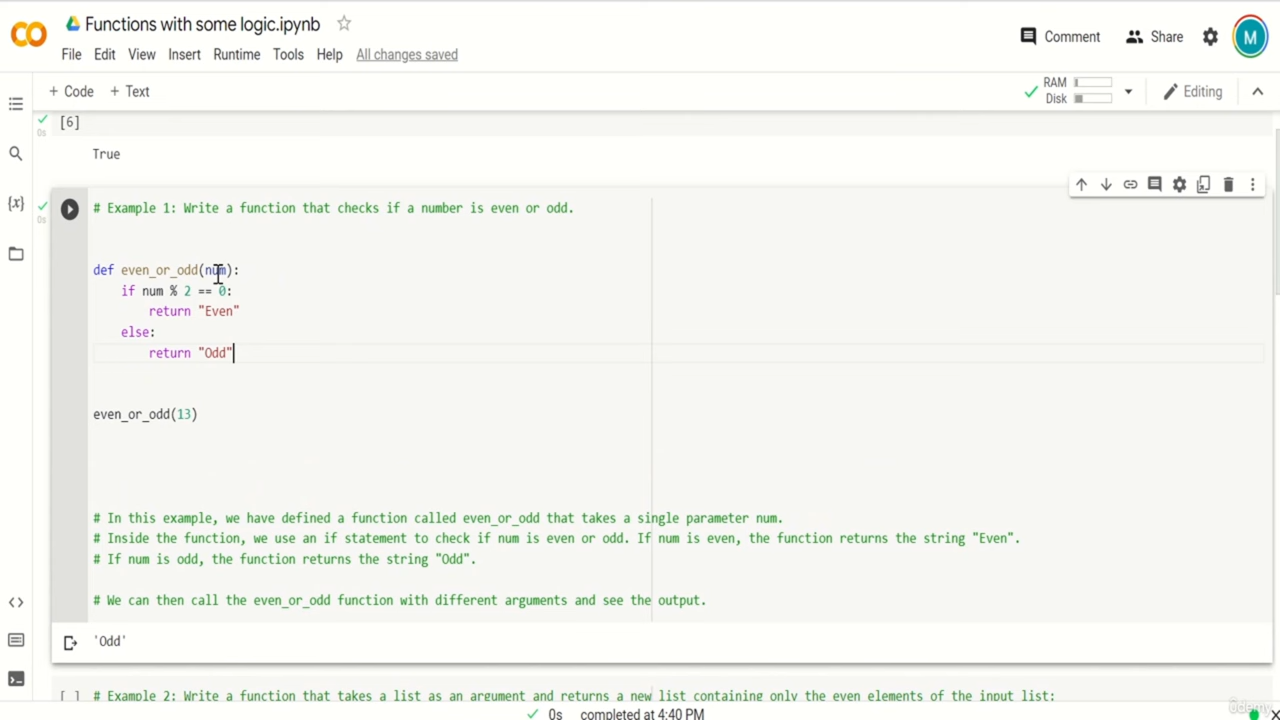 Functions with some logic.ipynb
File Edit View Insert Runtime Tools Help All changes saved
Comment Share M
+ Code + Text
RAM
Disk
Editing
[6]
0s
True
# Example 1: Write a function that checks if a number is even or odd.
0s
def even_or_odd(num):
if num % 2 == 0:
return "Even"
else:
return "Odd"
even_or_odd(13)
# In this example, we have defined a function called even_or_odd that takes a single parameter num.
# Inside the function, we use an if statement to check if num is even or odd. If num is even, the function returns the string "Even".
# If num is odd, the function returns the string "Odd".
# We can then call the even_or_odd function with different arguments and see the output.
'Odd'
[ ] # Example 2: Write a function that takes a list as an argument and returns a new list containing only the even elements of the input list:
0s completed at 4:40 PM
udemy